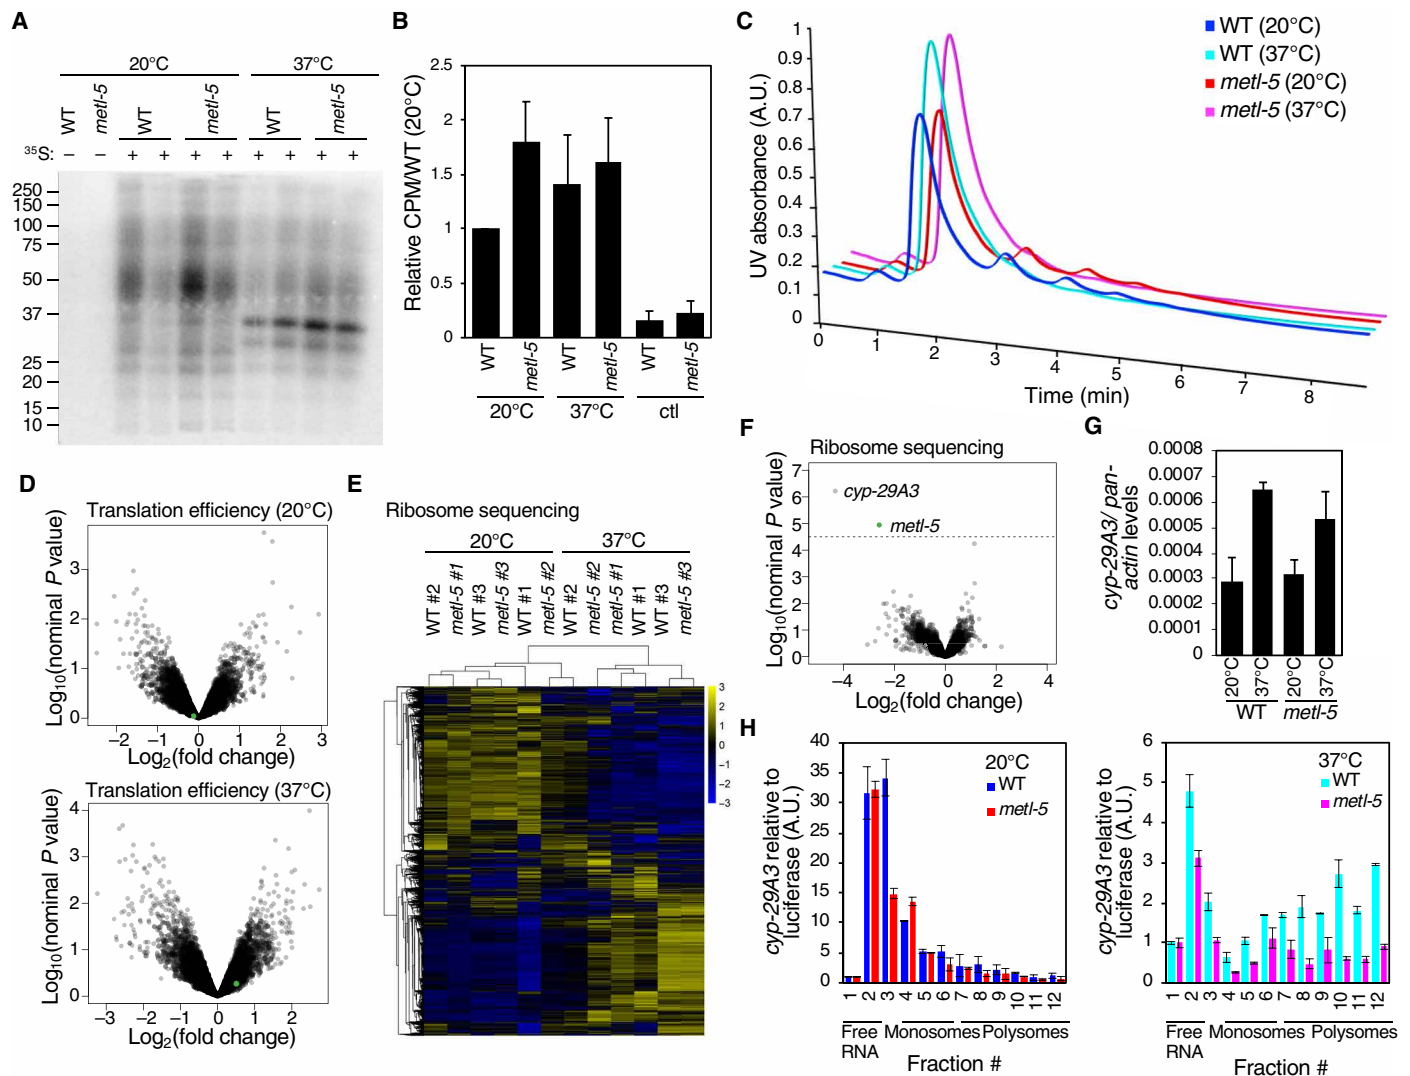 A
20°C
37°C
WT
metl-5
WT
metl-5
WT
metl-5
35S:
– – + + + + + + + +
250
150
100
75
50
37
25
20
15
10
B
Relative CPM/WT (20°C)
2.5
2
1.5
1
0.5
0
WT
metl-5
WT
metl-5
WT
metl-5
20°C
37°C
ctl
C
UV absorbance (A.U.)
1
0.9
0.8
0.7
0.6
0.5
0.4
0.3
0.2
0.1
0
0 1 2 3 4 5 6 7 8
Time (min)
WT (20°C)
WT (37°C)
metl-5 (20°C)
metl-5 (37°C)
D
Translation efficiency (20°C)
Log10(nominal P value)
3
2
1
0
–2 –1 0 1 2 3
Log2(fold change)
Translation efficiency (37°C)
Log10(nominal P value)
4
3
2
1
0
–3 –2 –1 0 1 2
Log2(fold change)
E
Ribosome sequencing
20°C
37°C
WT #2
metl-5 #1
WT #3
metl-5 #3
WT #1
metl-5 #2
WT #2
metl-5 #2
metl-5 #1
WT #1
WT #3
metl-5 #3
3
2
1
0
–1
–2
–3
F
Ribosome sequencing
Log10(nominal P value)
7
6
5
4
3
2
1
0
cyp-29A3
metl-5
–4 –2 0 2 4
Log2(fold change)
G
cyp-29A3/ pan-
actin levels
0.0008
0.0006
0.0005
0.0003
0.0001
0
20°C
37°C
20°C
37°C
WT
metl-5
H
cyp-29A3 relative to
luciferase (A.U.)
40
35
30
25
20
15
10
5
0
20°C
WT
metl-5
1 2 3 4 5 6 7 8 9 10 11 12
Free
RNA
Monosomes
Polysomes
Fraction #
cyp-29A3 relative to
luciferase (A.U.)
6
5
4
3
2
1
0
37°C
WT
metl-5
1 2 3 4 5 6 7 8 9 10 11 12
Free
RNA
Monosomes
Polysomes
Fraction #